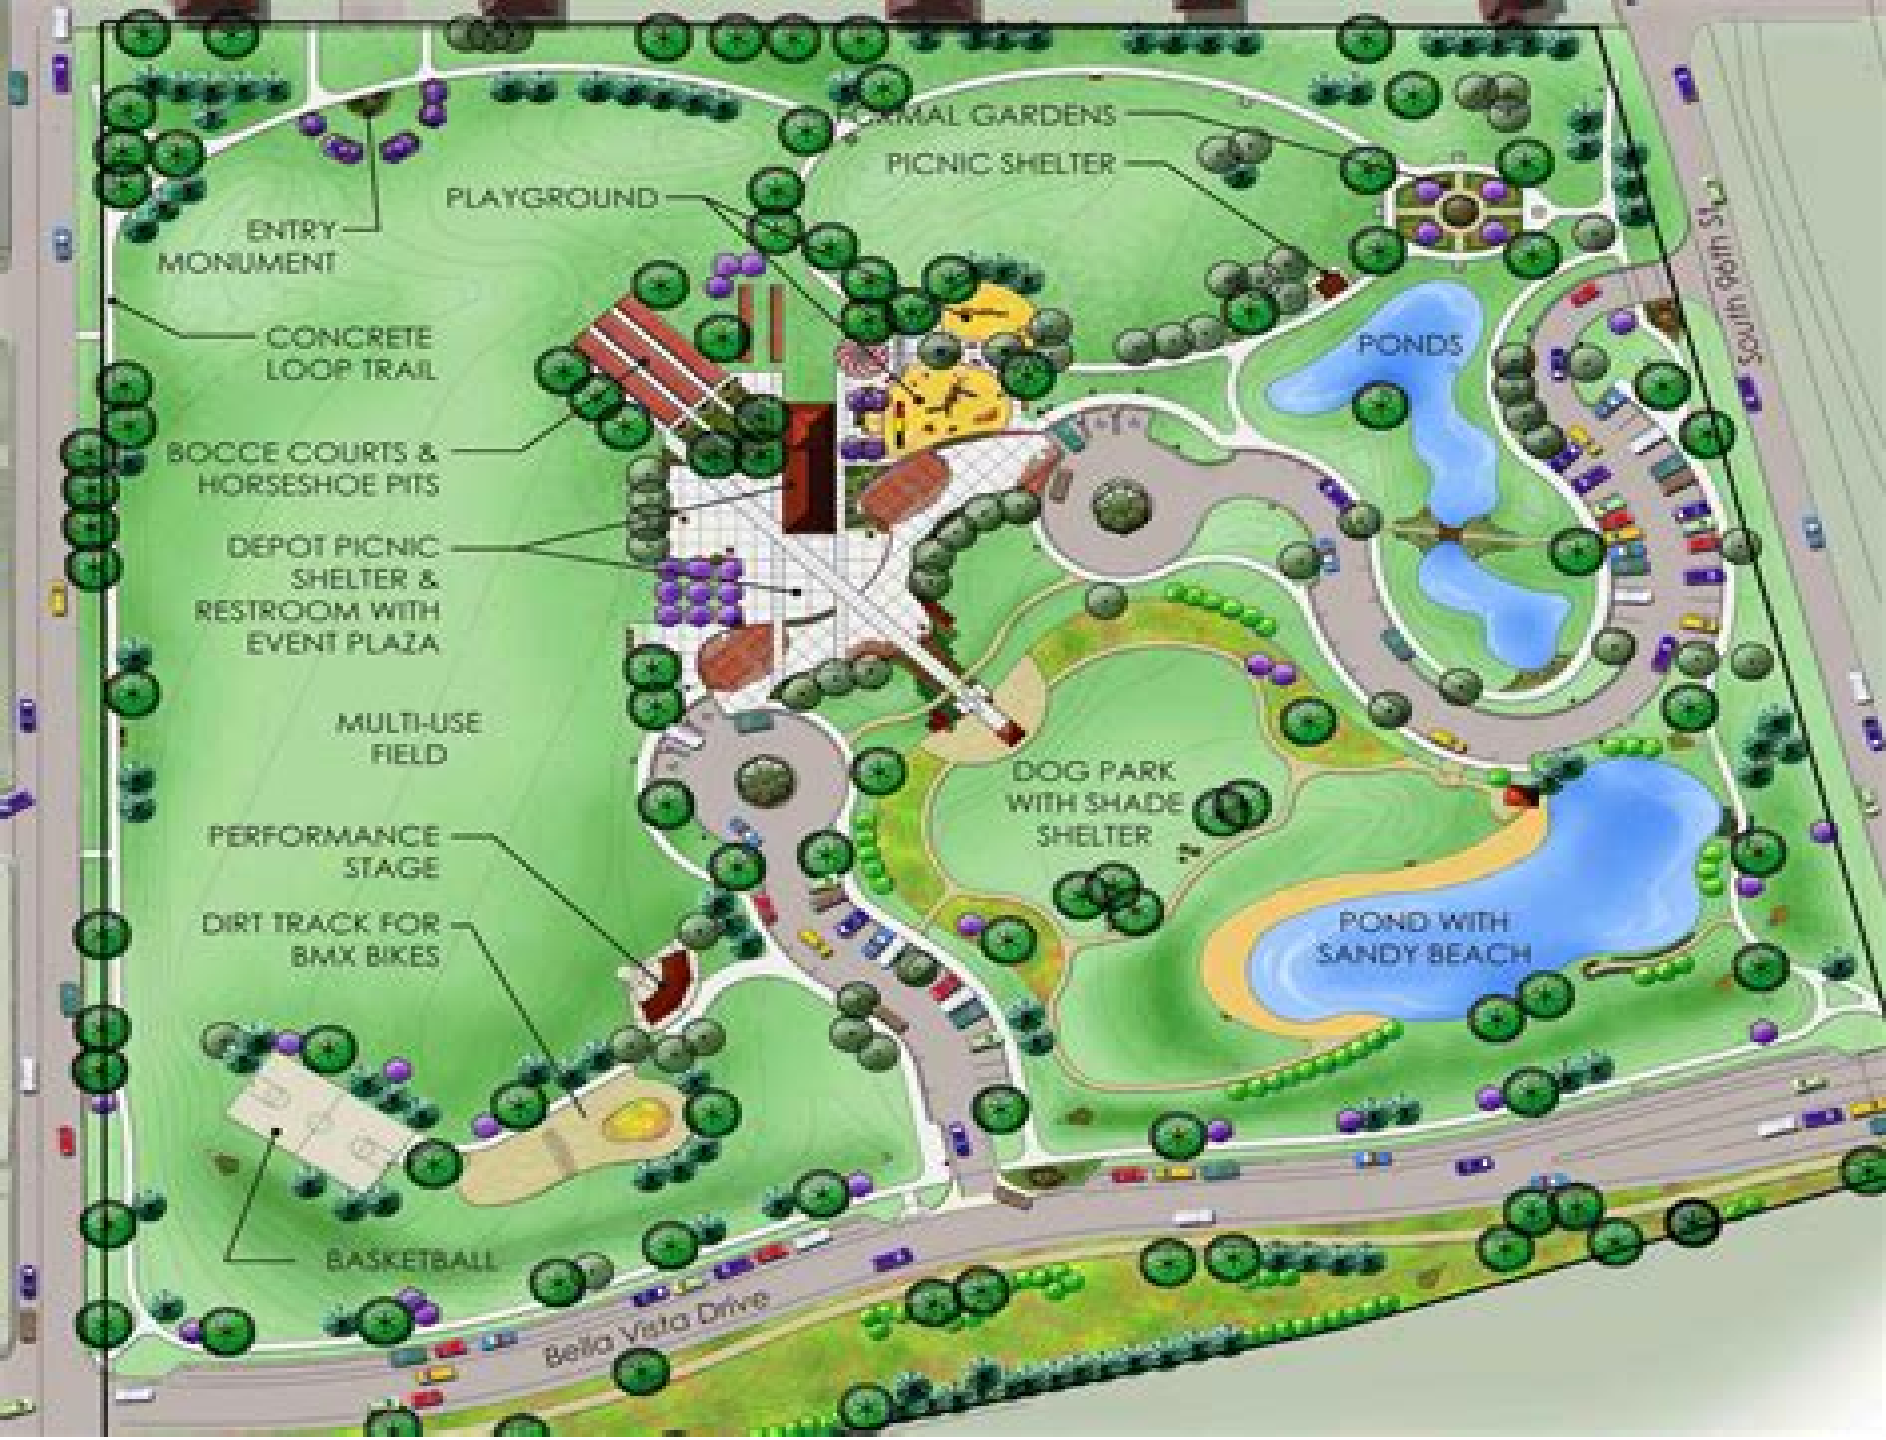 FORMAL GARDENS
PICNIC SHELTER
PLAYGROUND
ENTRY
MONUMENT
South 96th St
CONCRETE
LOOP TRAIL
PONDS
BOCCE COURTS &
HORSESHOE PITS
DEPOT PICNIC
SHELTER &
RESTROOM WITH
EVENT PLAZA
MULTI-USE
FIELD
DOG PARK
WITH SHADE
SHELTER
PERFORMANCE
STAGE
DIRT TRACK FOR
BMX BIKES
POND WITH
SANDY BEACH
BASKETBALL
Bella Vista Drive